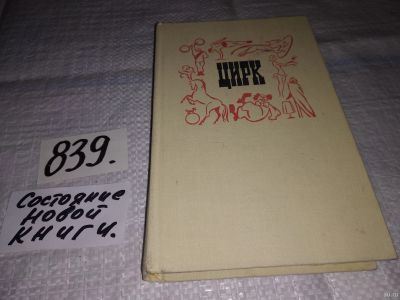 ЦИРК
839.
Состояние
новой
книги.